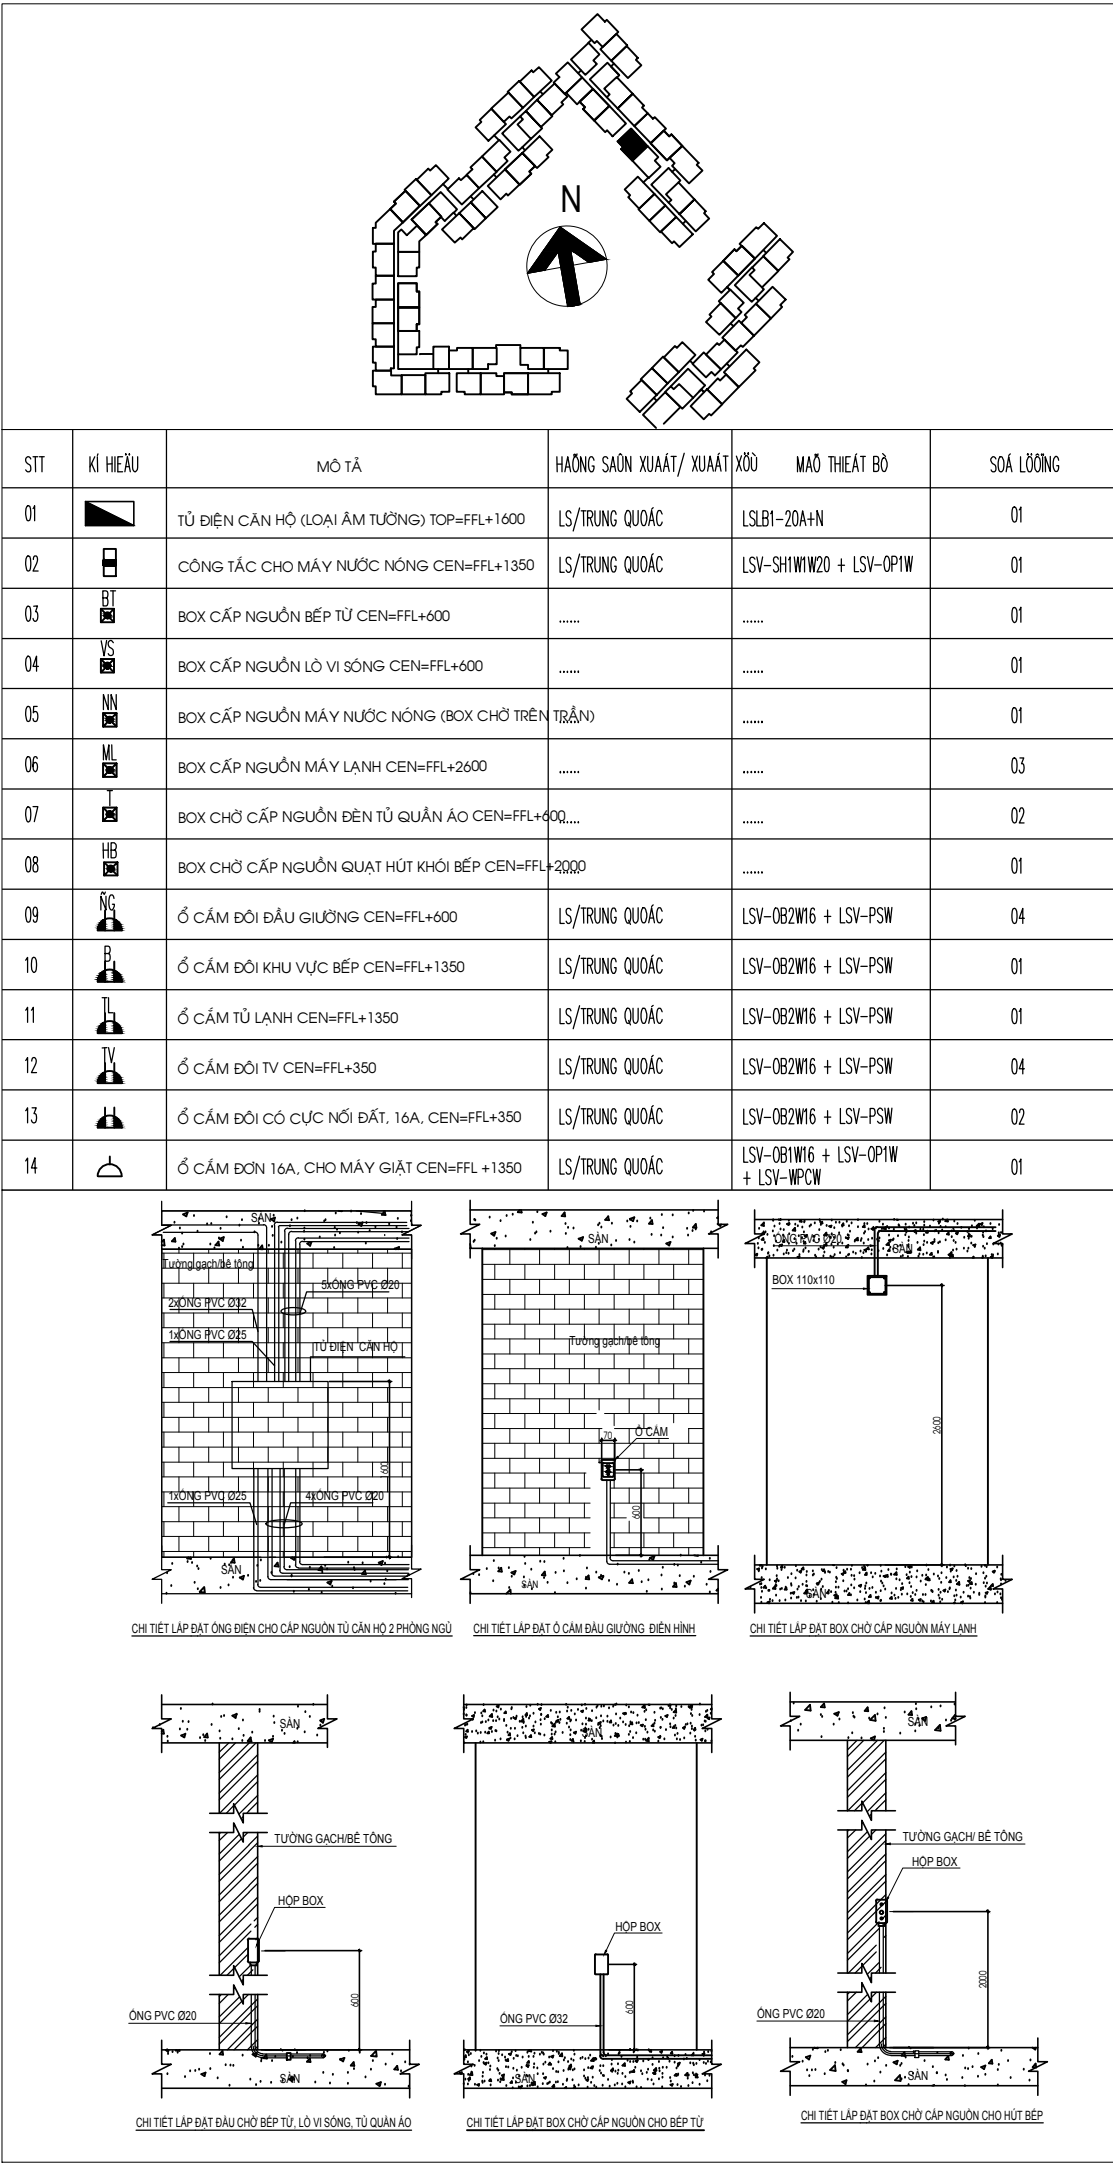 N
STT KÍ HIEÄU MÔ TẢ HAÕNG SAÛN XUAÁT/ XUAÁT XÖÙ MAÕ THIEÁT BÒ SOÁ LÖÔÏNG
01 TỦ ĐIỆN CĂN HỘ (LOẠI ÂM TƯỜNG) TOP=FFL+1600 LS/TRUNG QUOÁC LSLB1-20A+N 01
02 CÔNG TẮC CHO MÁY NƯỚC NÓNG CEN=FFL+1350 LS/TRUNG QUOÁC LSV-SH1W1W20 + LSV-OP1W 01
BT
03 BOX CẤP NGUỒN BẾP TỪ CEN=FFL+600 ...... ...... 01
VS
04 BOX CẤP NGUỒN LÒ VI SÓNG CEN=FFL+600 ...... ...... 01
NN
05 BOX CẤP NGUỒN MÁY NƯỚC NÓNG (BOX CHỜ TRÊN TRẦN) ...... ...... 01
ML
06 BOX CẤP NGUỒN MÁY LẠNH CEN=FFL+2600 ...... ...... 03
T
07 BOX CHỜ CẤP NGUỒN ĐÈN TỦ QUẦN ÁO CEN=FFL+600 ...... ...... 02
HB
08 BOX CHỜ CẤP NGUỒN QUẠT HÚT KHÓI BẾP CEN=FFL+2000 ...... ...... 01
ÑG
09 Ổ CẮM ĐÔI ĐẦU GIƯỜNG CEN=FFL+600 LS/TRUNG QUOÁC LSV-OB2W16 + LSV-PSW 04
B
10 Ổ CẮM ĐÔI KHU VỰC BẾP CEN=FFL+1350 LS/TRUNG QUOÁC LSV-OB2W16 + LSV-PSW 01
TL
11 Ổ CẮM TỦ LẠNH CEN=FFL+1350 LS/TRUNG QUOÁC LSV-OB2W16 + LSV-PSW 01
TV
12 Ổ CẮM ĐÔI TV CEN=FFL+350 LS/TRUNG QUOÁC LSV-OB2W16 + LSV-PSW 04
13 Ổ CẮM ĐÔI CÓ CỰC NỐI ĐẤT, 16A, CEN=FFL+350 LS/TRUNG QUOÁC LSV-OB2W16 + LSV-PSW 02
14 Ổ CẮM ĐƠN 16A, CHO MÁY GIẶT CEN=FFL +1350 LS/TRUNG QUOÁC LSV-OB1W16 + LSV-OP1W 01
+ LSV-WPCW
SÀN
Tường gạch/bê tông
5xỐNG PVC Ø20
2xỐNG PVC Ø32
1xỐNG PVC Ø25
TỦ ĐIỆN CĂN HỘ
600
1xỐNG PVC Ø25
4xỐNG PVC Ø20
SÀN
CHI TIẾT LẮP ĐẶT ỐNG ĐIỆN CHO CẤP NGUỒN TỦ CĂN HỘ 2 PHÒNG NGỦ
SÀN
Tường gạch/bê tông
70
Ổ CẮM
600
SÀN
CHI TIẾT LẮP ĐẶT Ổ CẮM ĐẦU GIƯỜNG ĐIỂN HÌNH
ỐNG PVC Ø20
SÀN
BOX 110x110
2600
SÀN
CHI TIẾT LẮP ĐẶT BOX CHỜ CẤP NGUỒN MÁY LẠNH
SÀN
TƯỜNG GẠCH/BÊ TÔNG
HỘP BOX
600
ỐNG PVC Ø20
SÀN
CHI TIẾT LẮP ĐẶT ĐẦU CHỜ BẾP TỪ, LÒ VI SÓNG, TỦ QUẦN ÁO
SÀN
HỘP BOX
ỐNG PVC Ø32
600
SÀN
CHI TIẾT LẮP ĐẶT BOX CHỜ CẤP NGUỒN CHO BẾP TỪ
SÀN
TƯỜNG GẠCH/ BÊ TÔNG
HỘP BOX
2000
ỐNG PVC Ø20
SÀN
CHI TIẾT LẮP ĐẶT BOX CHỜ CẤP NGUỒN CHO HÚT BẾP